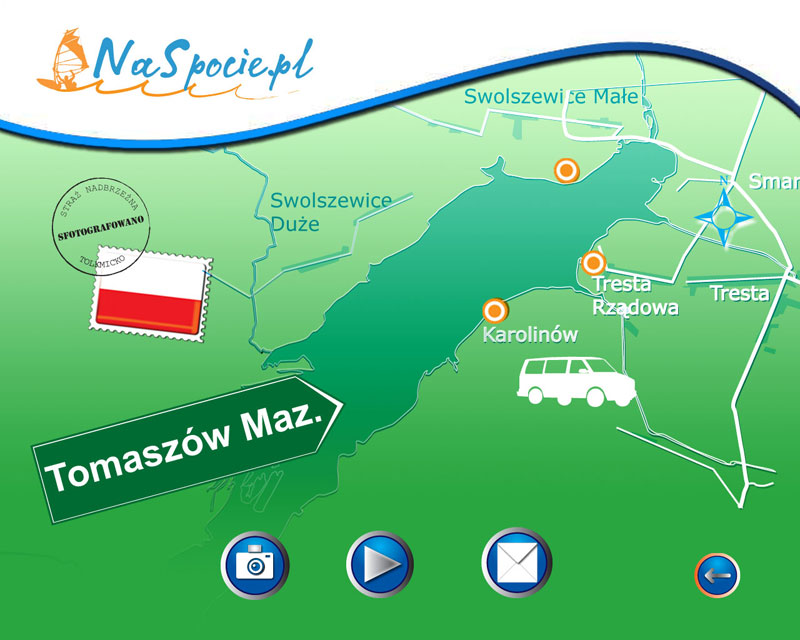 NaSpocie.pl
Swolszewice Małe
Swolszewice
Duże
STRAŻ NADBRZEŻNA
SFOTOGRAFOWANO
TOLKMICKO
N
Smar
Tresta
Rządowa
Tresta
Karolinów
Tomaszów Maz.